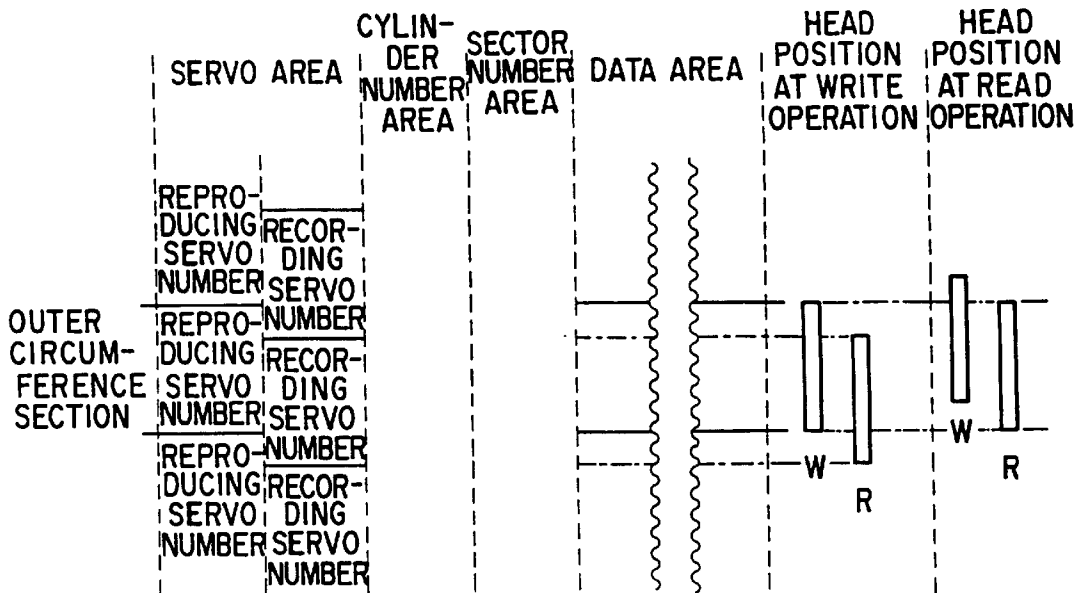 SERVO AREA
CYLIN-
DER
NUMBER
AREA
SECTOR
NUMBER
AREA
DATA AREA
HEAD
POSITION
AT WRITE
OPERATION
HEAD
POSITION
AT READ
OPERATION
REPRO-
DUCING
SERVO
NUMBER
RECOR-
DING
SERVO
NUMBER
OUTER
CIRCUM-
FERENCE
SECTION
REPRO-
DUCING
SERVO
NUMBER
RECOR-
DING
SERVO
NUMBER
REPRO-
DUCING
SERVO
NUMBER
RECOR-
DING
SERVO
NUMBER
W
R
W
R